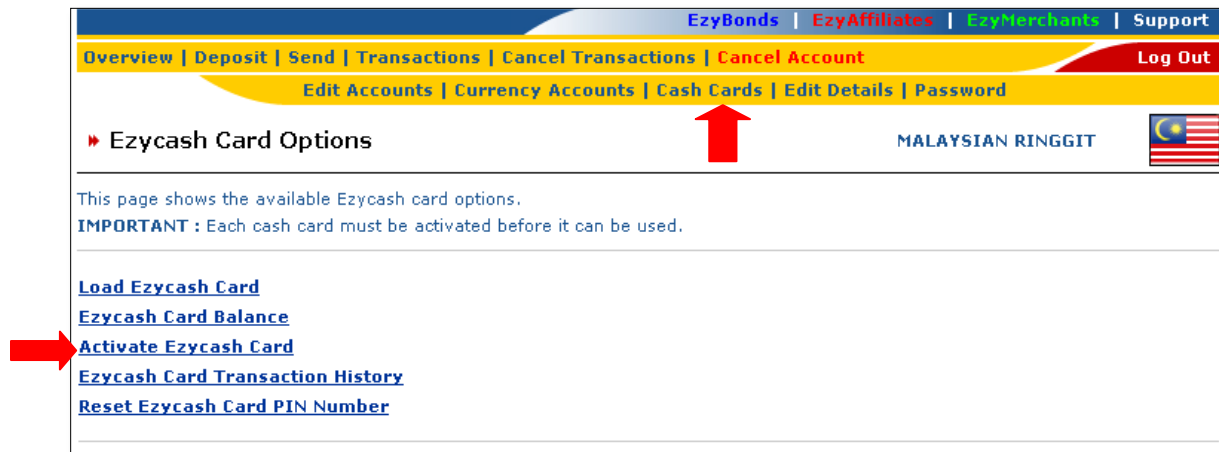 EzyBonds | EzyAffiliates | EzyMerchants | Support
Overview | Deposit | Send | Transactions | Cancel Transactions | Cancel Account Log Out
Edit Accounts | Currency Accounts | Cash Cards | Edit Details | Password
Ezycash Card Options MALAYSIAN RINGGIT
This page shows the available Ezycash card options.
IMPORTANT : Each cash card must be activated before it can be used.
Load Ezycash Card
Ezycash Card Balance
Activate Ezycash Card
Ezycash Card Transaction History
Reset Ezycash Card PIN Number